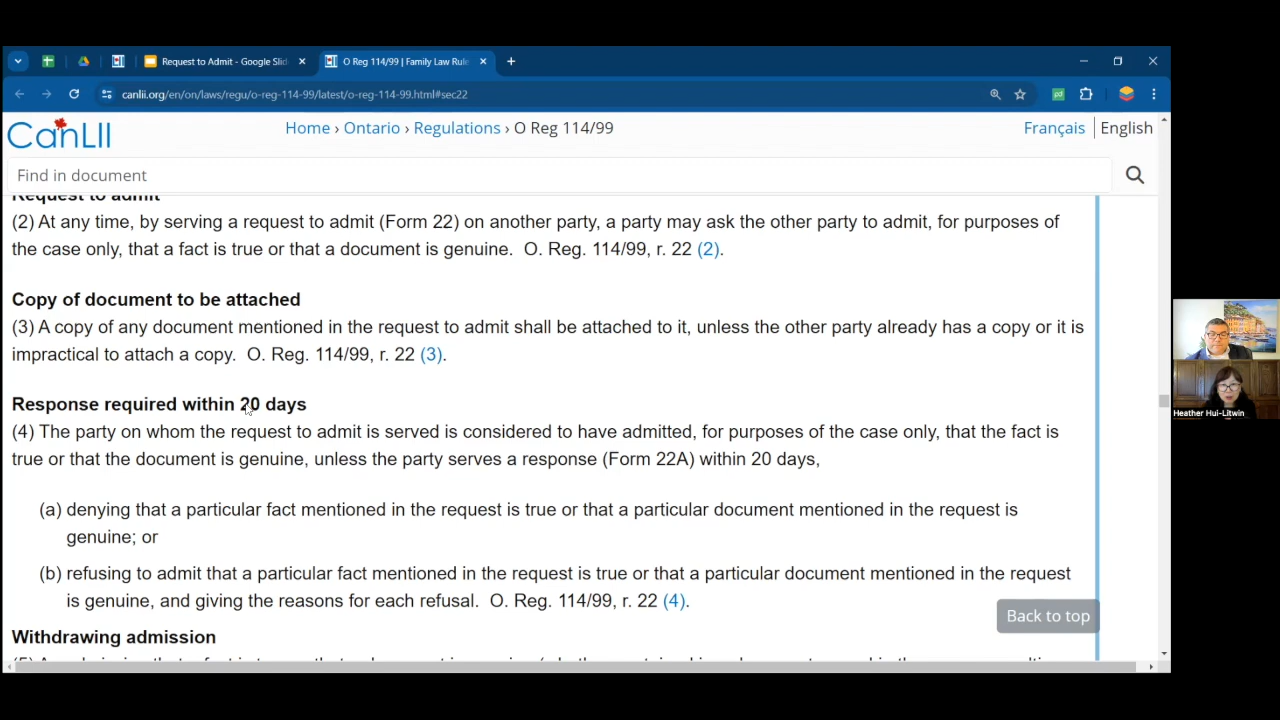 Request to Admit - Google Slid
O Reg 114/99 | Family Law Rule
canlii.org/en/on/laws/regu/o-reg-114-99/latest/o-reg-114-99.html#sec22
CanLII
Home › Ontario › Regulations › O Reg 114/99
Français
English
Find in document
Request to admit
(2) At any time, by serving a request to admit (Form 22) on another party, a party may ask the other party to admit, for purposes of
the case only, that a fact is true or that a document is genuine. O. Reg. 114/99, r. 22 (2).
Copy of document to be attached
(3) A copy of any document mentioned in the request to admit shall be attached to it, unless the other party already has a copy or it is
impractical to attach a copy. O. Reg. 114/99, r. 22 (3).
Response required within 20 days
(4) The party on whom the request to admit is served is considered to have admitted, for purposes of the case only, that the fact is
true or that the document is genuine, unless the party serves a response (Form 22A) within 20 days,
(a) denying that a particular fact mentioned in the request is true or that a particular document mentioned in the request is
genuine; or
(b) refusing to admit that a particular fact mentioned in the request is true or that a particular document mentioned in the request
is genuine, and giving the reasons for each refusal. O. Reg. 114/99, r. 22 (4).
Back to top
Withdrawing admission
Heather Hui-Litwin